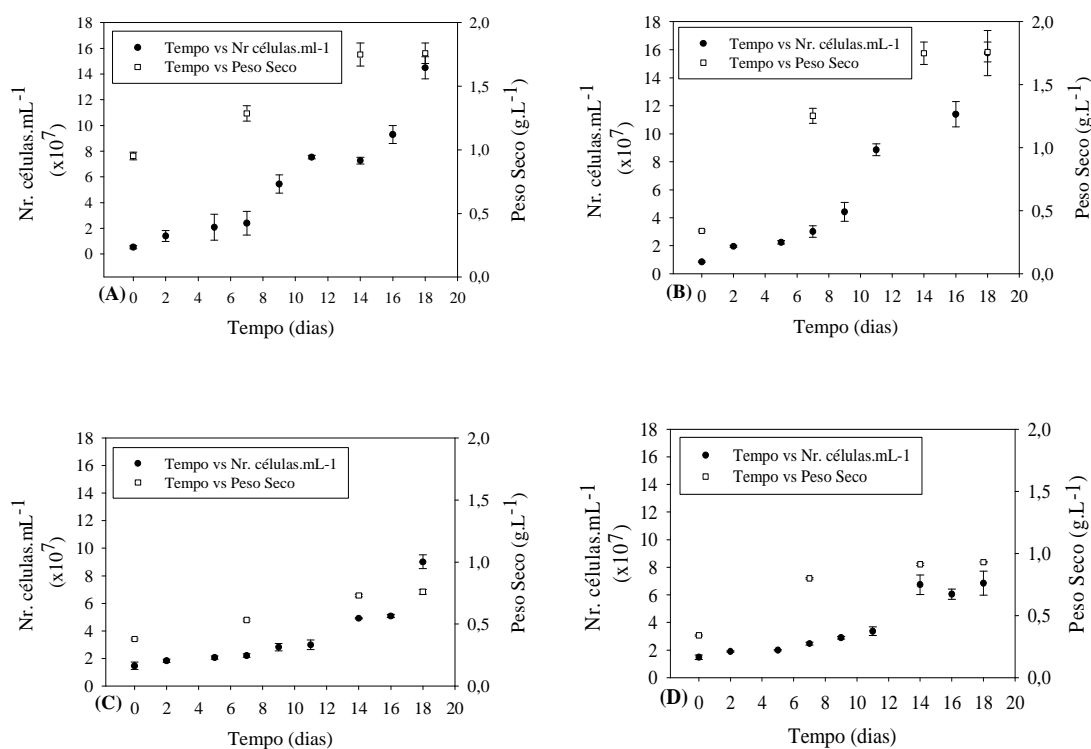 18
16
14
12
10
8
6
4
2
0
Nr. células.mL-1
(x10^7)
Tempo vs Nr células.ml-1
Tempo vs Peso Seco
2,0
1,5
1,0
0,5
0,0
Peso Seco (g.L-1)
(A) 0 2 4 6 8 10 12 14 16 18 20
Tempo (dias)
18
16
14
12
10
8
6
4
2
0
Nr. células.mL-1
(x10^7)
Tempo vs Nr. células.mL-1
Tempo vs Peso Seco
2,0
1,5
1,0
0,5
0,0
Peso Seco (g.L-1)
(B) 0 2 4 6 8 10 12 14 16 18 20
Tempo (dias)
18
16
14
12
10
8
6
4
2
0
Nr. células.mL-1
(x10^7)
Tempo vs Nr. células.mL-1
Tempo vs Peso Seco
2,0
1,5
1,0
0,5
0,0
Peso Seco (g.L-1)
(C) 0 2 4 6 8 10 12 14 16 18 20
Tempo (dias)
18
16
14
12
10
8
6
4
2
0
Nr. células.mL-1
(x10^7)
Tempo vs Nr. células.mL-1
Tempo vs Peso Seco
2,0
1,5
1,0
0,5
0,0
Peso Seco (g.L-1)
(D) 0 2 4 6 8 10 12 14 16 18 20
Tempo (dias)